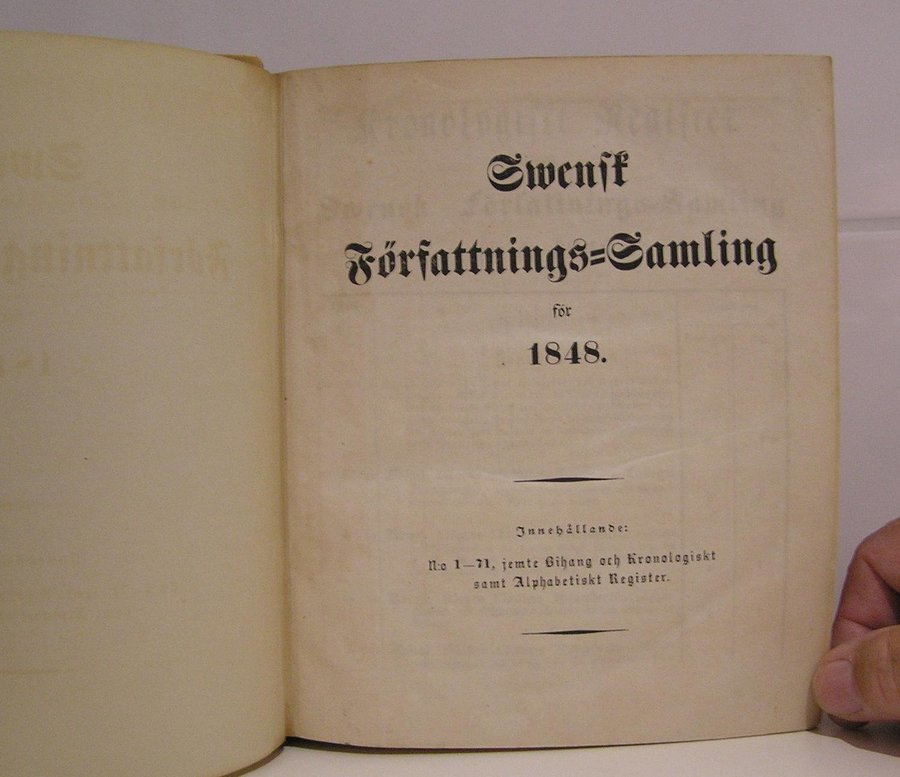 Swensk
Författnings-Samling
för
1848.
Innehållande:
N:o 1—71, jemte Bihang och Kronologiskt
samt Alphabetiskt Register.